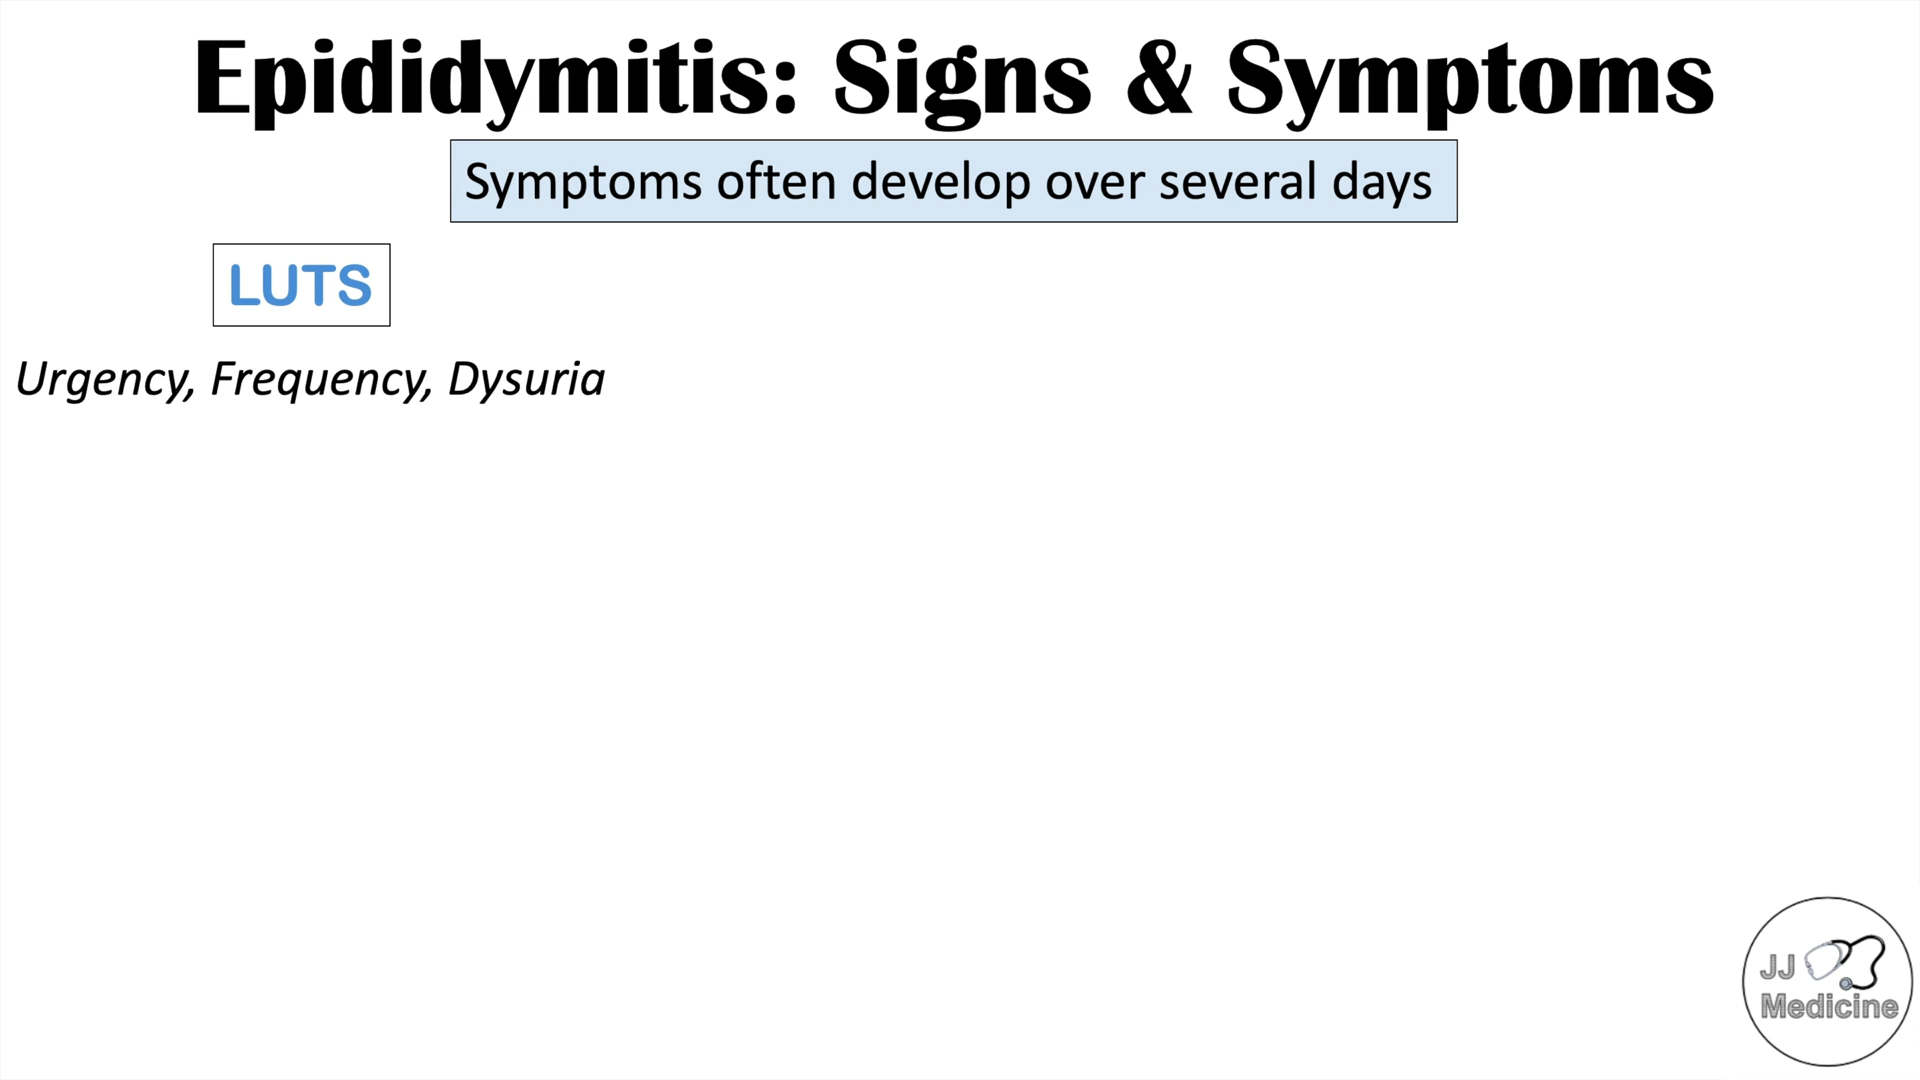 Epididymitis: Signs & Symptoms
Symptoms often develop over several days
LUTS
Urgency, Frequency, Dysuria
JJ
Medicine